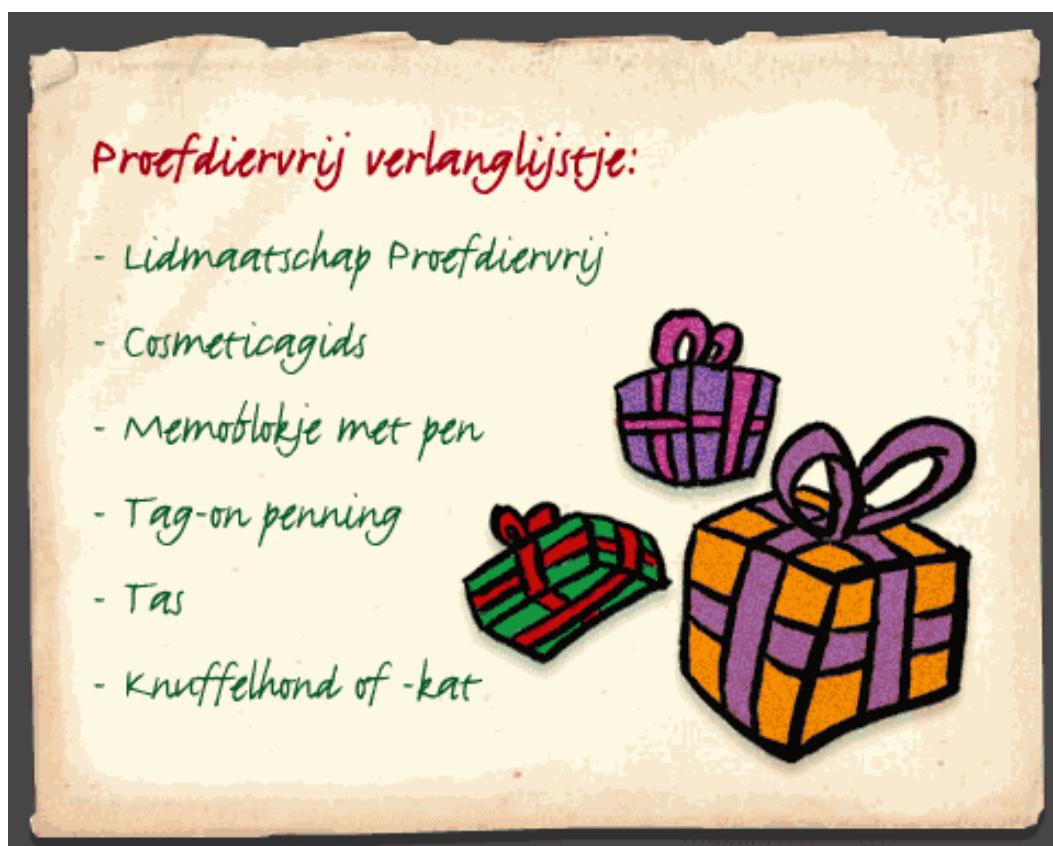 Proefdiervrij verlanglijstje:
- Lidmaatschap Proefdiervrij
- Cosmeticagids
- Memoblokje met pen
- Tag-on penning
- Tas
- Knuffelhond of -kat